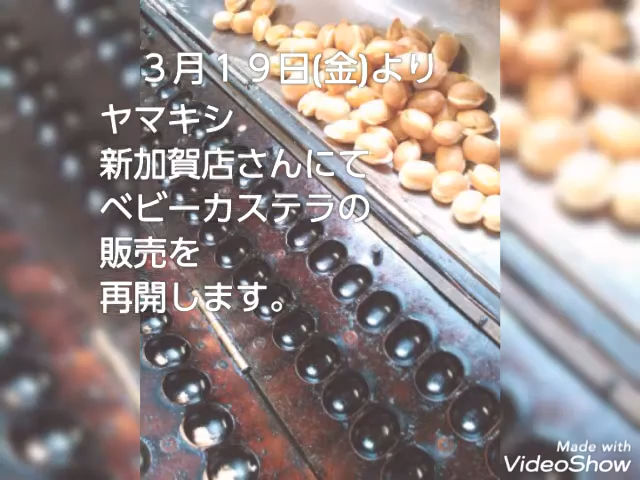 ３月１９日(金)より
ヤマキシ
新加賀店さんにて
ベビーカステラの
販売を
再開します。
Made with
VideoShow